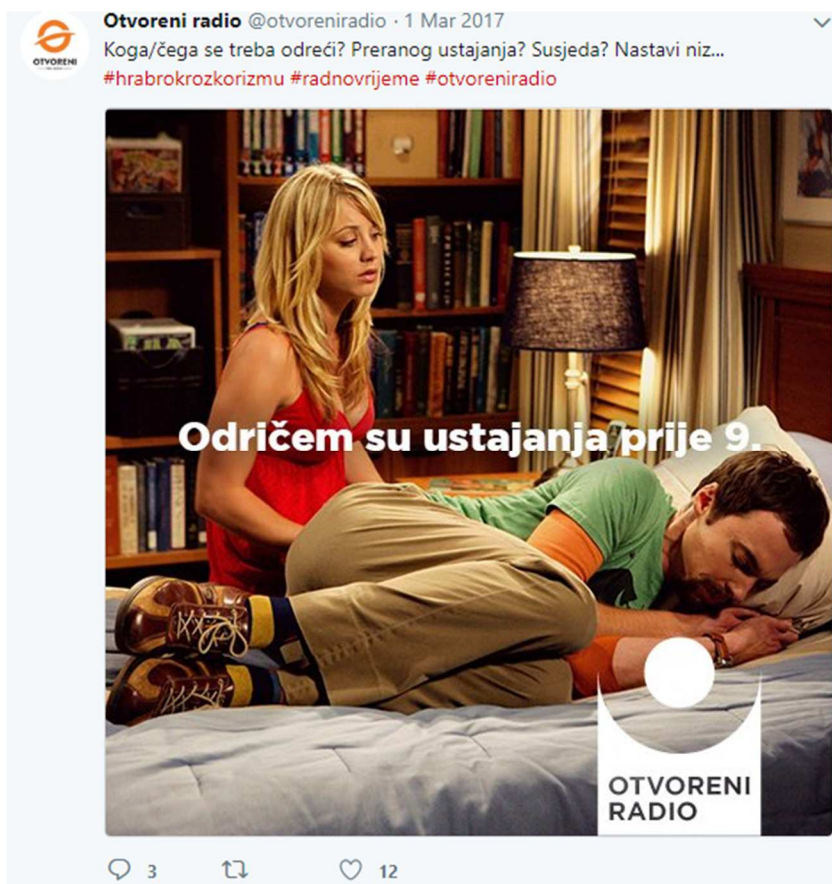 Otvoreni radio @otvoreniradio · 1 Mar 2017
OTVORENI
Koga/čega se treba odreći? Preranog ustajanja? Susjeda? Nastavi niz...
#hrabrokrozkorizmu #radnovrijeme #otvoreniradio
Odričem su ustajanja prije 9.
OTVORENI
RADIO
3 12